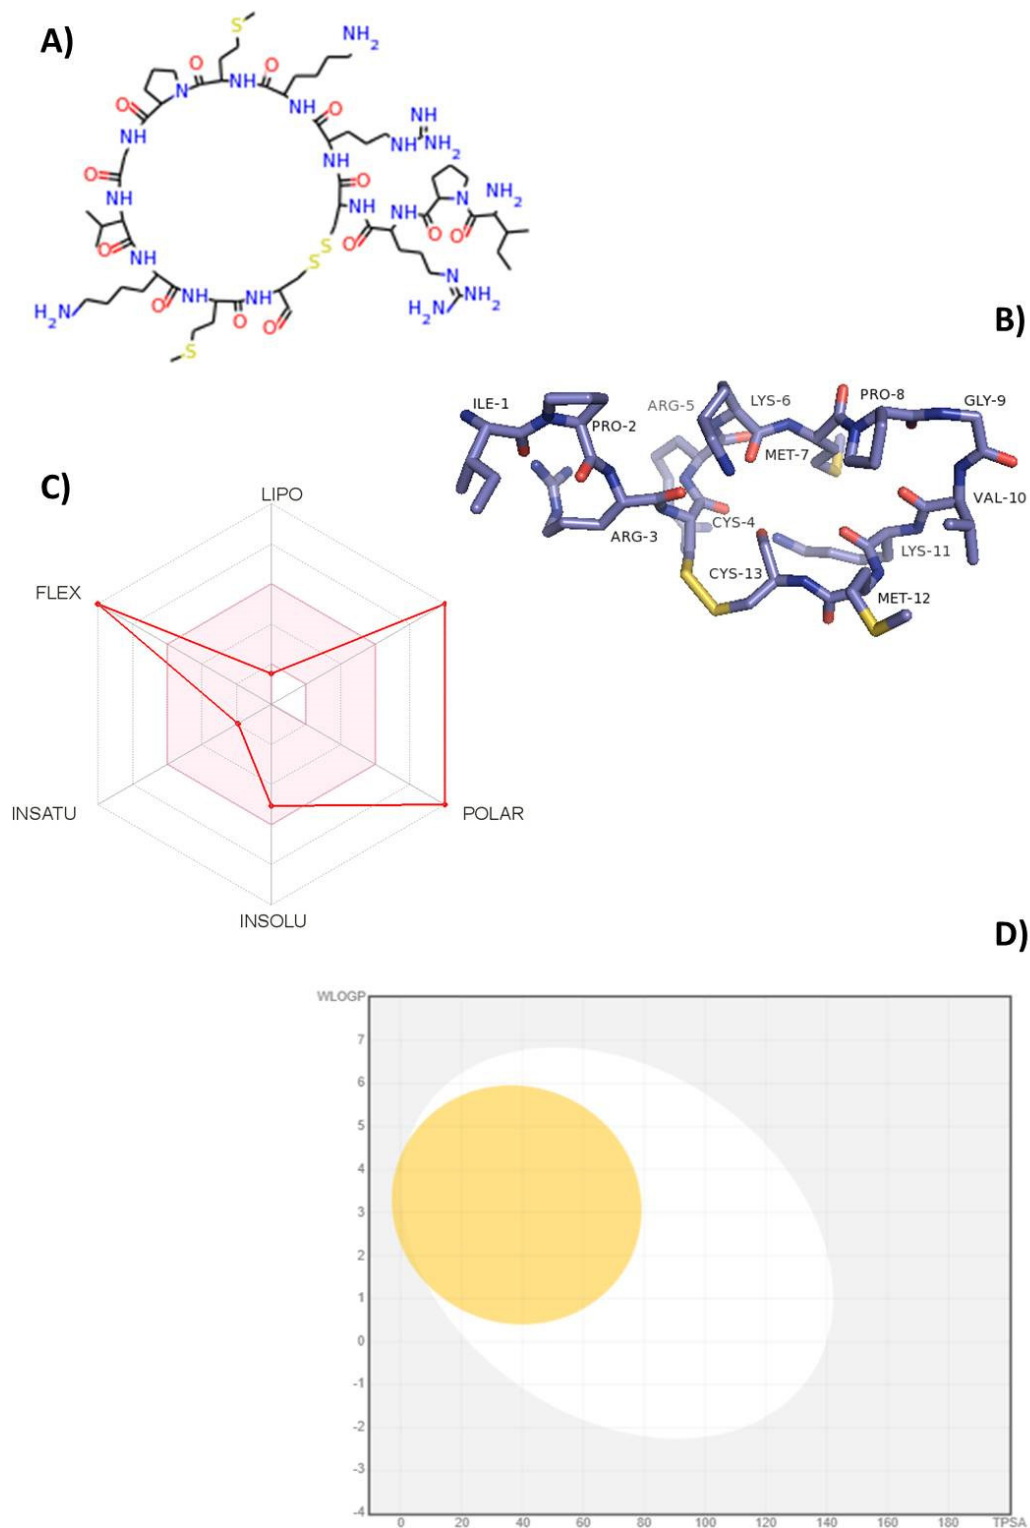 A)
S
NH2
O
O
N
NH
O
NH
O
NH
NH
NH
NH2
O
NH
NH
O
O
NH
NH
N
NH2
O
O
O
S
S
O
NH
N
H2N
NH2
H2N
O
NH
O
NH
O
S
B)
ILE-1
PRO-2
ARG-3
CYS-4
ARG-5
LYS-6
MET-7
PRO-8
GLY-9
VAL-10
LYS-11
MET-12
CYS-13
C)
LIPO
FLEX
INSATU
POLAR
INSOLU
D)
WLOGP
7
6
5
4
3
2
1
0
-1
-2
-3
-4
0 20 40 60 80 100 120 140 160 180 TPSA